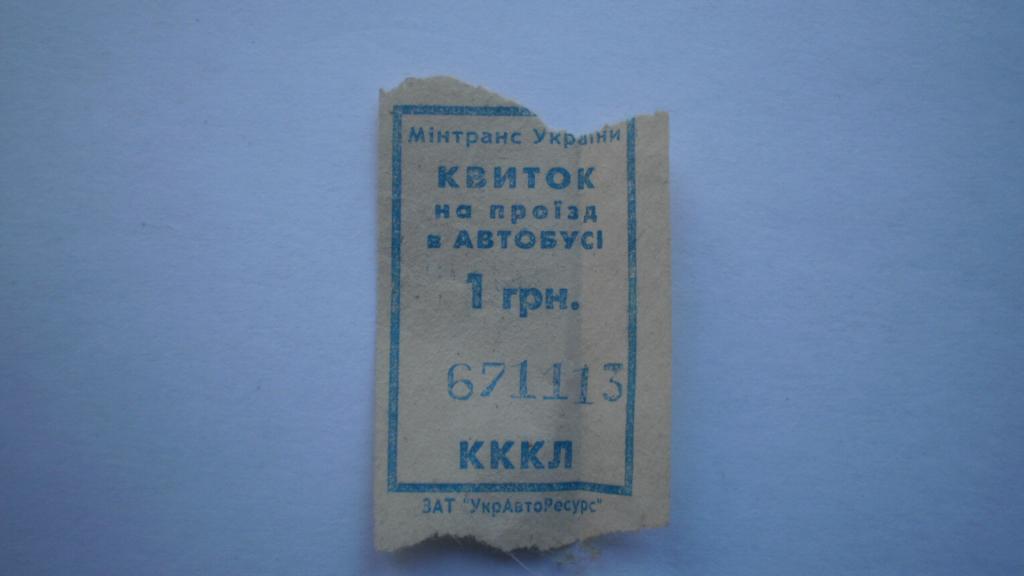 Мінтранс України
КВИТОК
на проїзд
в АВТОБУСІ
1 грн.
671113
КККЛ
ЗАТ "УкрАвтоРесурс"